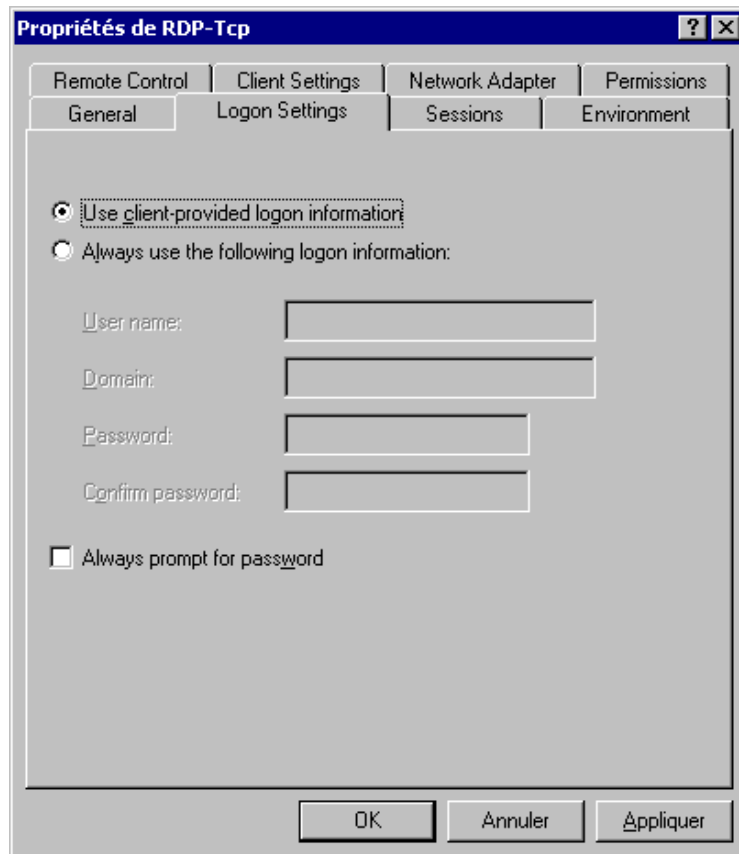 Propriétés de RDP-Tcp
Remote Control Client Settings Network Adapter Permissions
General Logon Settings Sessions Environment
Use client-provided logon information
Always use the following logon information:
User name:
Domain:
Password:
Confirm password:
Always prompt for password
OK Annuler Appliquer